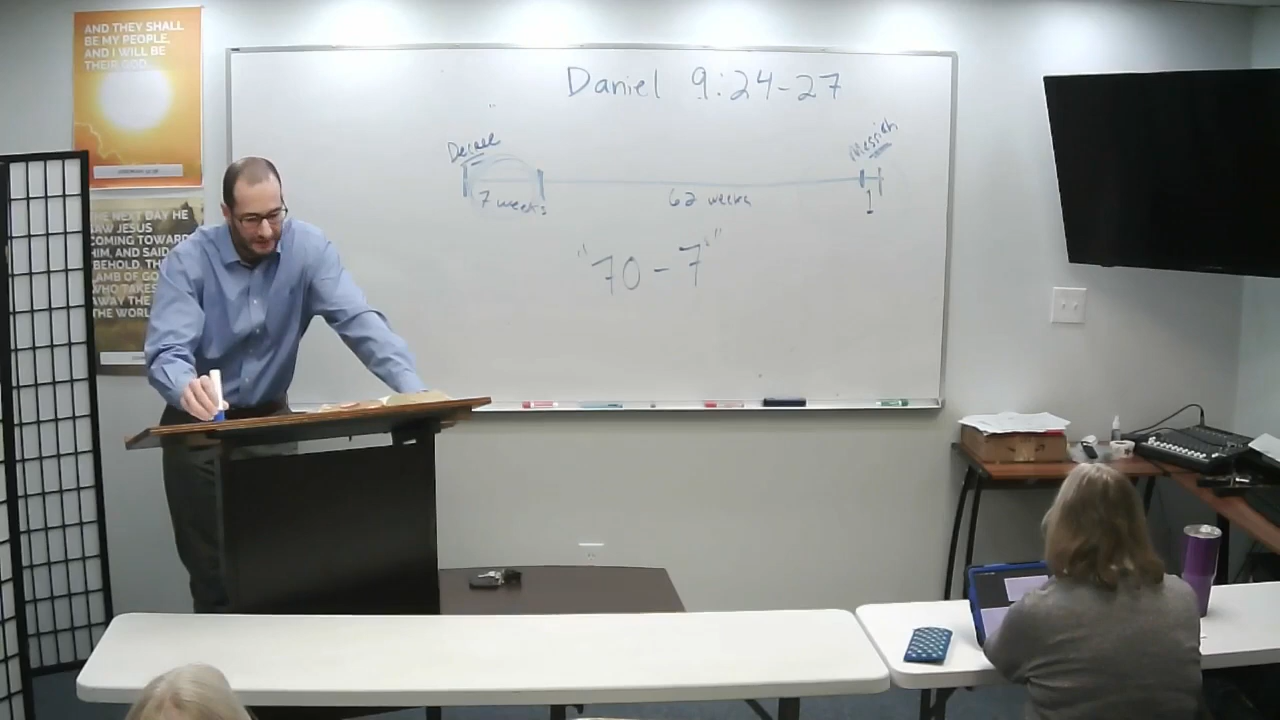 AND THEY SHALL
BE MY PEOPLE,
AND I WILL BE
THEIR GOD.
THE NEXT DAY HE
SAW JESUS
COMING TOWARD
HIM, AND SAID
BEHOLD, THE
LAMB OF GOD
WHO TAKES
AWAY THE
THE WORL
Daniel 9:24-27
Decree
Messiah
7 weeks
62 weeks
1
"70-7's"